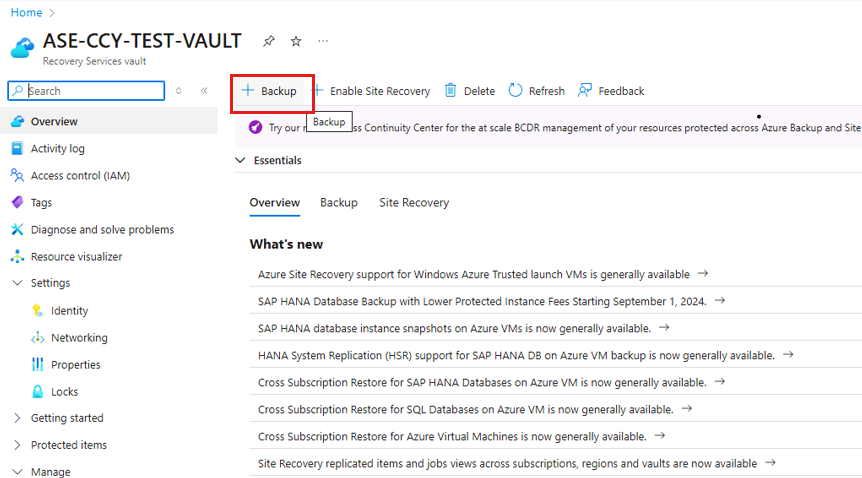 Home
ASE-CCY-TEST-VAULT
Recovery Services vault
Search
Backup
Enable Site Recovery
Delete
Refresh
Feedback
Overview
Activity log
Access control (IAM)
Tags
Diagnose and solve problems
Resource visualizer
Settings
Identity
Networking
Properties
Locks
Getting started
Protected items
Manage
Try our ss Continuity Center for the at scale BCDR management of your resources protected across Azure Backup and Site
Backup
Essentials
Overview Backup Site Recovery
What's new
Azure Site Recovery support for Windows Azure Trusted launch VMs is generally available
SAP HANA Database Backup with Lower Protected Instance Fees Starting September 1, 2024.
SAP HANA database instance snapshots on Azure VMs is now generally available.
HANA System Replication (HSR) support for SAP HANA DB on Azure VM backup is now generally available.
Cross Subscription Restore for SAP HANA Databases on Azure VM is now generally available.
Cross Subscription Restore for SQL Databases on Azure VM is now generally available.
Cross Subscription Restore for Azure Virtual Machines is now generally available.
Site Recovery replicated items and jobs views across subscriptions, regions and vaults are now available